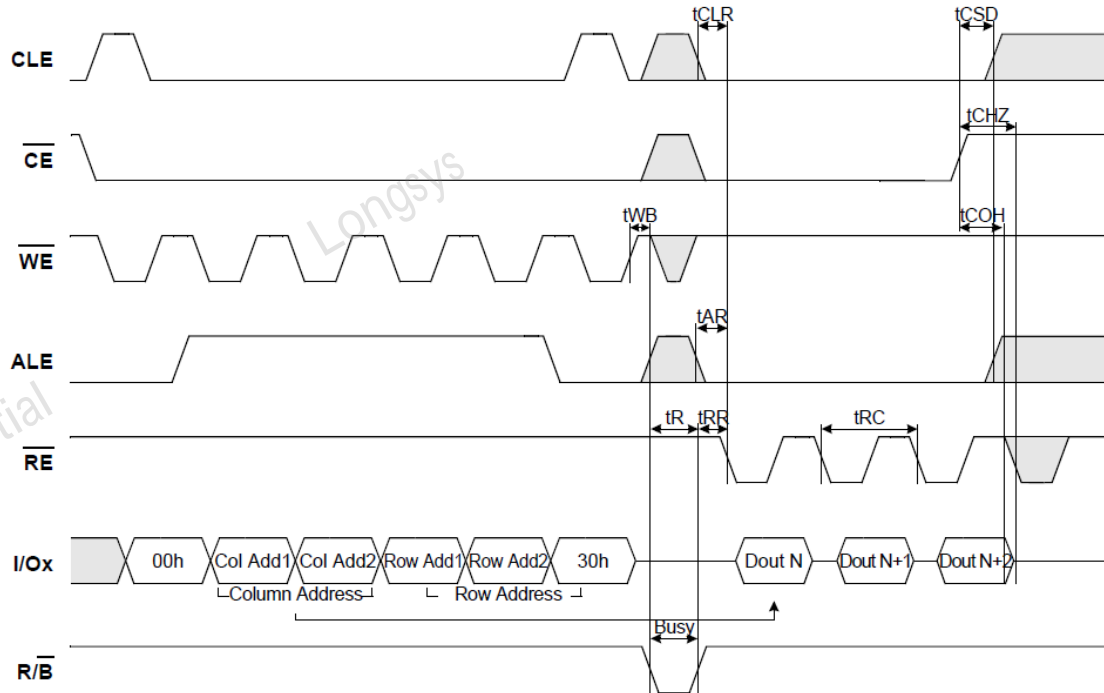 tCLR
tCSD
CLE
tCHZ
CE
Longsys
tWB
tCOH
WE
tAR
ALE
tial
tR
tRR
tRC
RE
I/Ox
00h
Col Add1
Col Add2
Row Add1
Row Add2
30h
Dout N
Dout N+1
Dout N+2
Column Address
Row Address
Busy
R/B